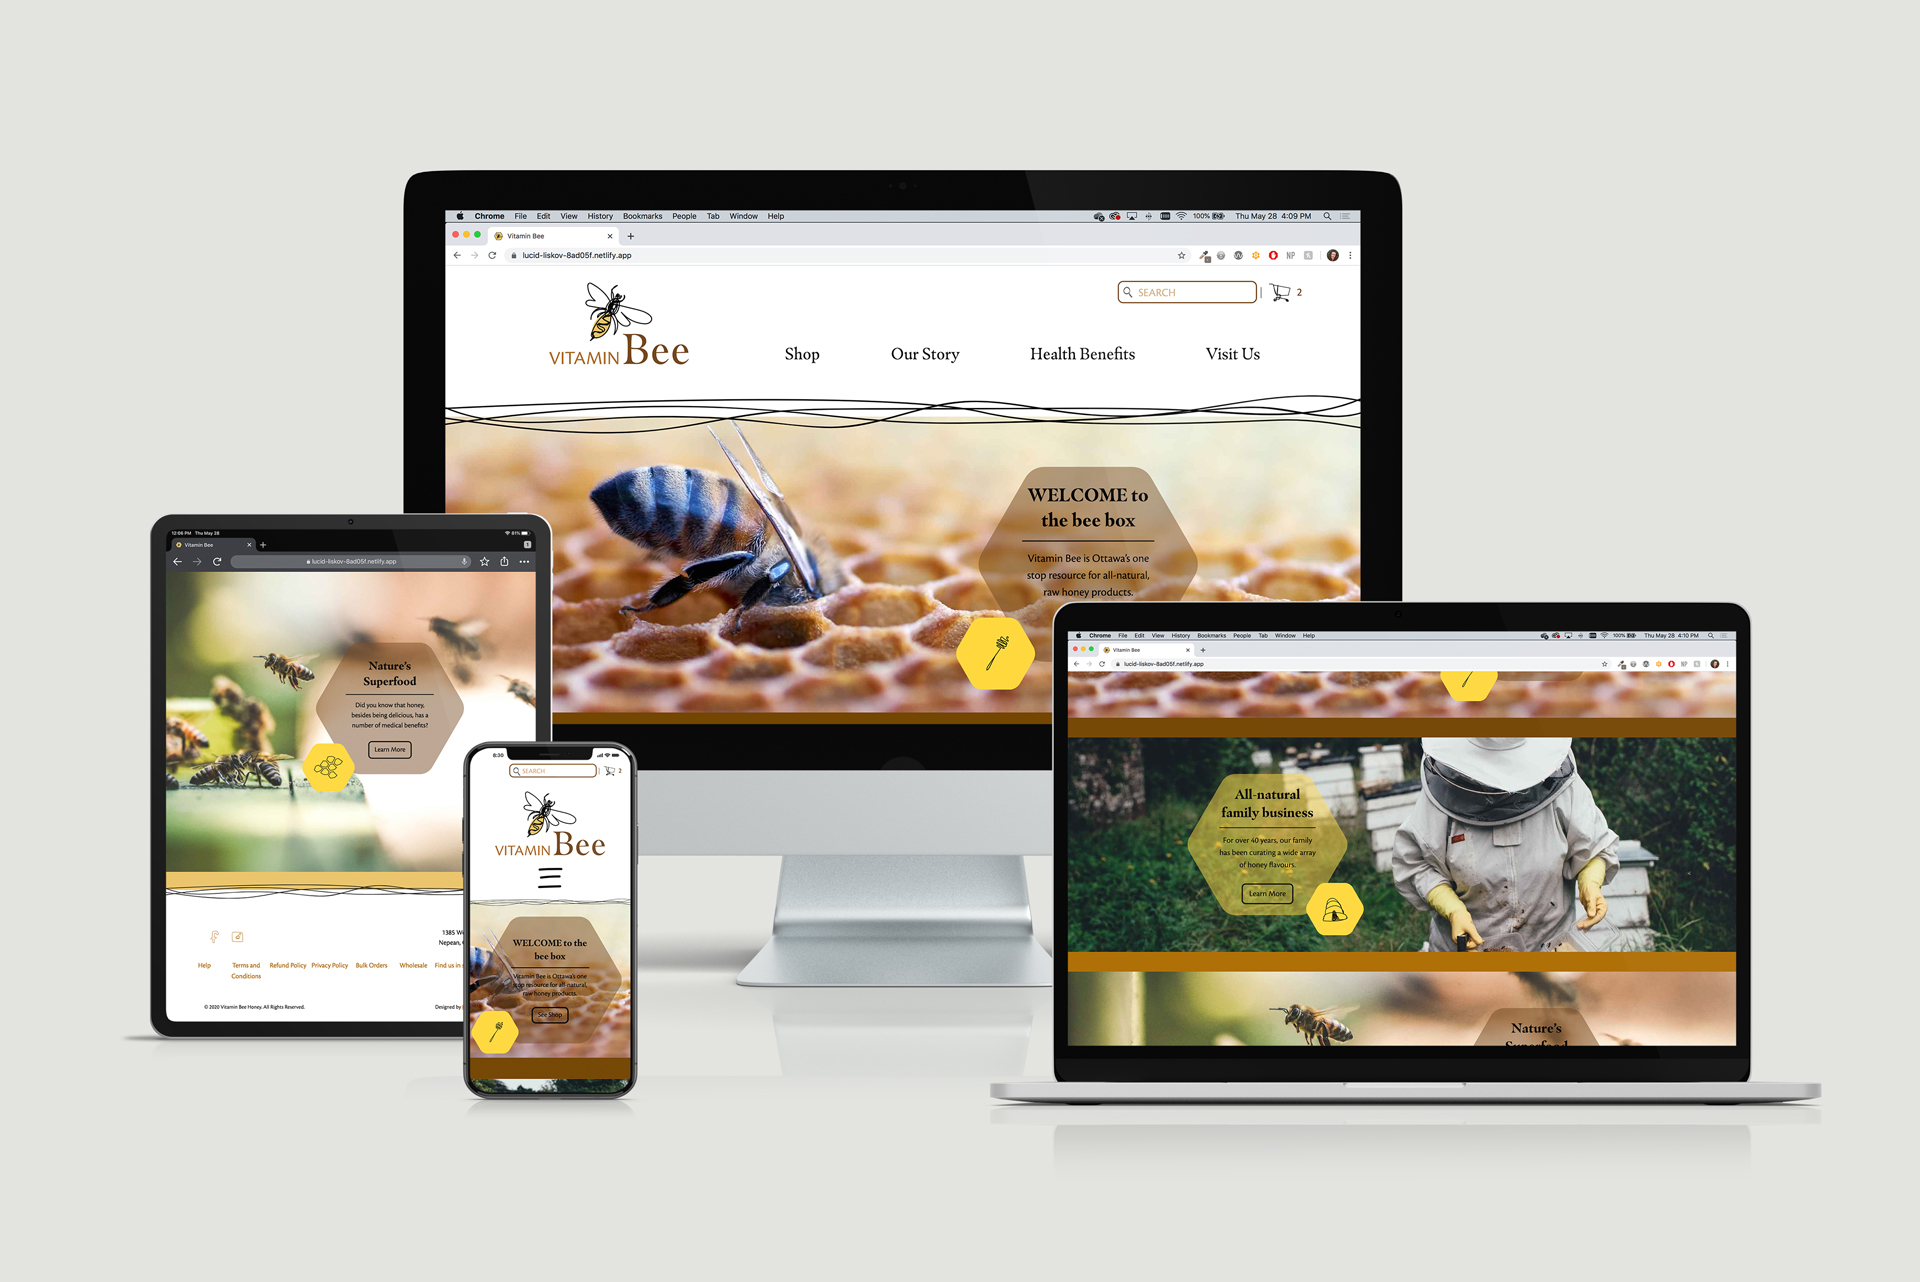 Chrome File Edit View History Bookmarks People Tab Window Help
100% Thu May 28 4:09 PM
Vitamin Bee
lucid-liskov-8ad05f.netlify.app
NP
SEARCH
2
VITAMIN Bee
Shop Our Story Health Benefits Visit Us
WELCOME to
the bee box
Vitamin Bee is Ottawa's one
stop resource for all-natural,
raw honey products.
12:06 PM Thu May 28
81%
Vitamin Bee
1
lucid-liskov-8ad05f.netlify.app
Nature's
Superfood
Did you know that honey,
besides being delicious, has a
number of medical benefits?
Learn More
1385
Nepean,
Help
Terms and
Conditions
Refund Policy
Privacy Policy
Bulk Orders
Wholesale
Find us in
© 2020 Vitamin Bee Honey. All Rights Reserved.
Designed by
8:30
SEARCH
2
VITAMIN Bee
WELCOME to the
bee box
Vitamin Bee is Ottawa's one
stop resource for all-natural,
raw honey products.
See Shop
Chrome File Edit View History Bookmarks People Tab Window Help
100% Thu May 28 4:10 PM
Vitamin Bee
lucid-liskov-8ad05f.netlify.app
NP
All-natural
family business
For over 40 years, our family
has been curating a wide array
of honey flavours.
Learn More
Nature's
Superfood